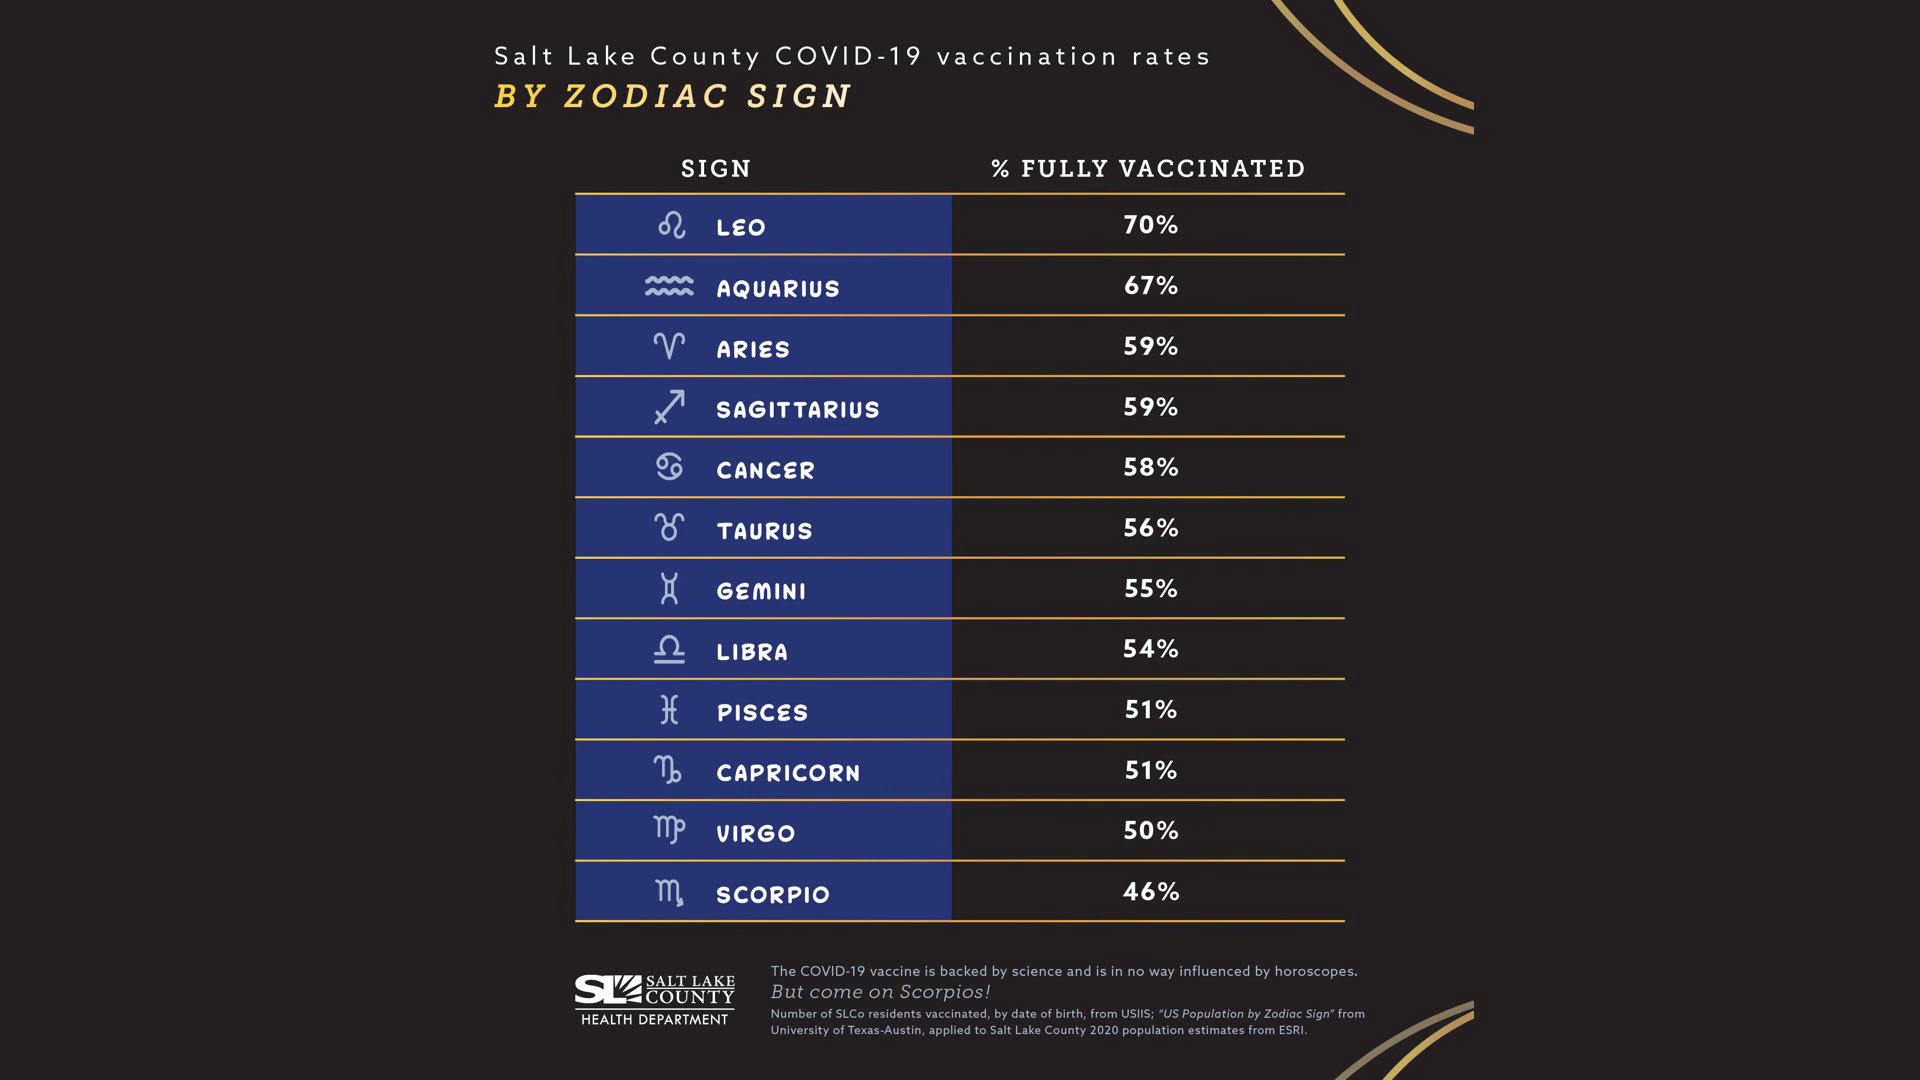 Salt Lake County COVID-19 vaccination rates
BY ZODIAC SIGN
SIGN % FULLY VACCINATED
LEO 70%
AQUARIUS 67%
ARIES 59%
SAGITTARIUS 59%
CANCER 58%
TAURUS 56%
GEMINI 55%
LIBRA 54%
PISCES 51%
CAPRICORN 51%
VIRGO 50%
SCORPIO 46%
SL SALT LAKE
COUNTY
HEALTH DEPARTMENT
The COVID-19 vaccine is backed by science and is in no way influenced by horoscopes.
But come on Scorpios!
Number of SLCo residents vaccinated, by date of birth, from USIIS; "US Population by Zodiac Sign" from
University of Texas-Austin, applied to Salt Lake County 2020 population estimates from ESRI.